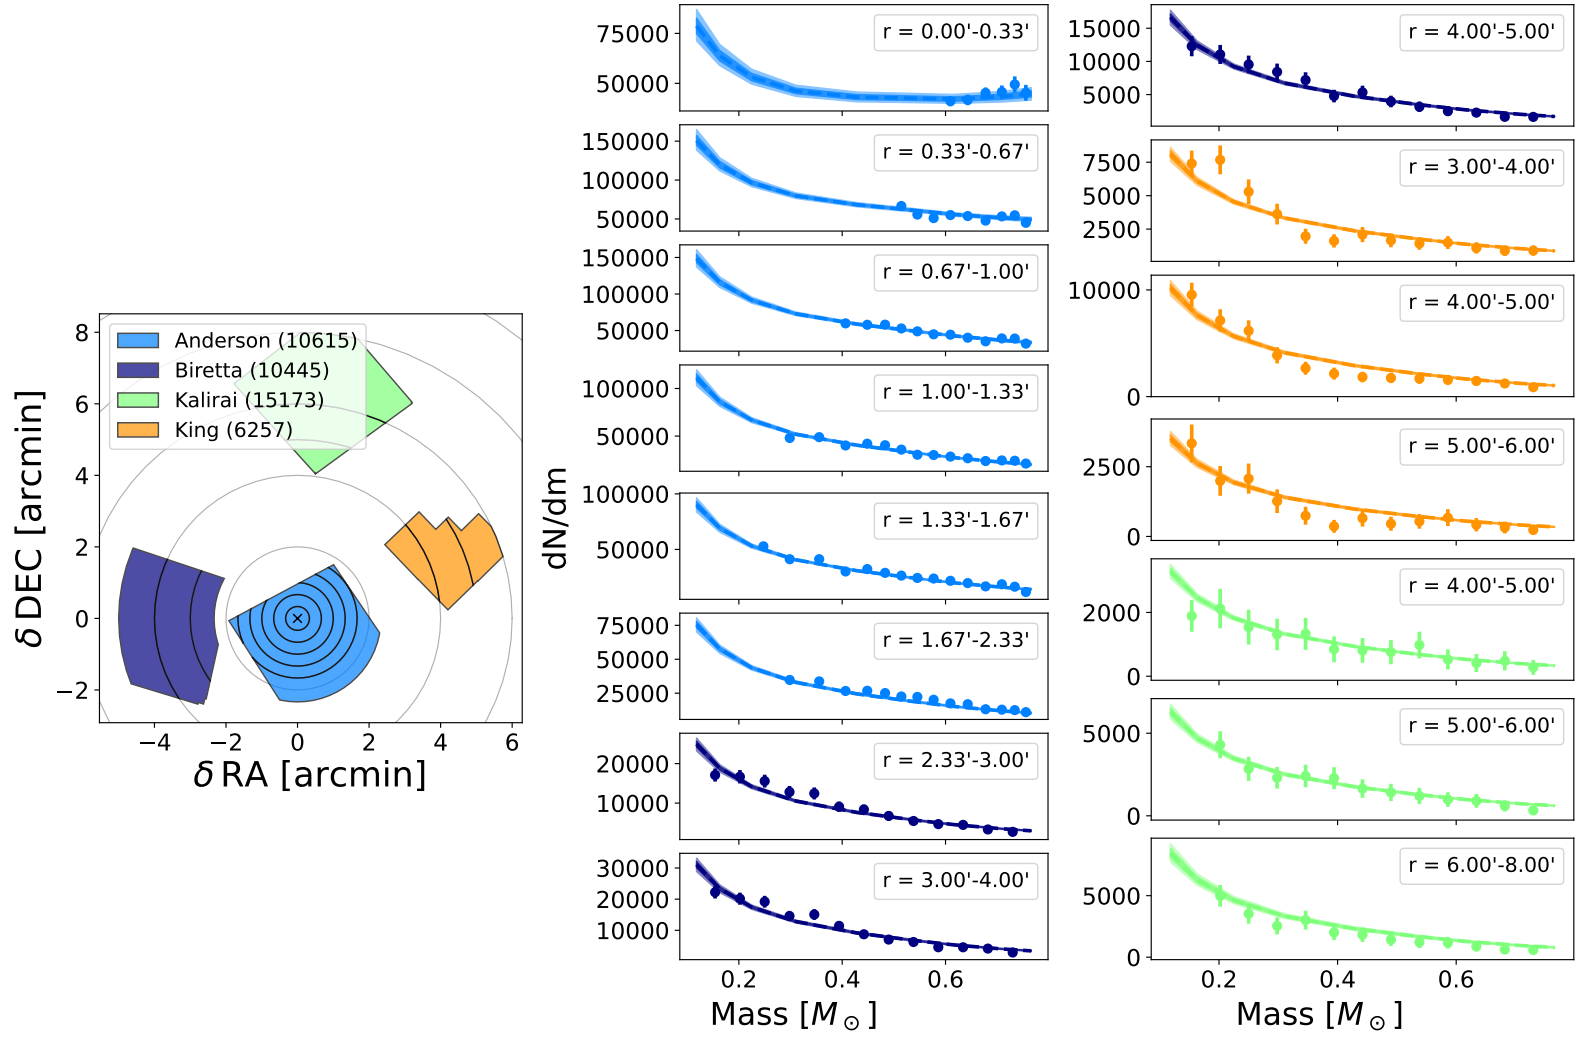 8
6
4
2
0
−2
−4
−2
0
2
4
6
δ DEC [arcmin]
δ RA [arcmin]
Anderson (10615)
Biretta (10445)
Kalirai (15173)
King (6257)
dN/dm
75000
50000
r = 0.00'-0.33'
150000
100000
50000
r = 0.33'-0.67'
150000
100000
50000
r = 0.67'-1.00'
100000
50000
r = 1.00'-1.33'
100000
50000
r = 1.33'-1.67'
75000
50000
25000
r = 1.67'-2.33'
20000
10000
r = 2.33'-3.00'
30000
20000
10000
r = 3.00'-4.00'
0.2
0.4
0.6
Mass [M⊙]
15000
10000
5000
r = 4.00'-5.00'
7500
5000
2500
r = 3.00'-4.00'
10000
0
r = 4.00'-5.00'
2500
0
r = 5.00'-6.00'
2000
0
r = 4.00'-5.00'
5000
0
r = 5.00'-6.00'
5000
0
r = 6.00'-8.00'
0.2
0.4
0.6
Mass [M⊙]